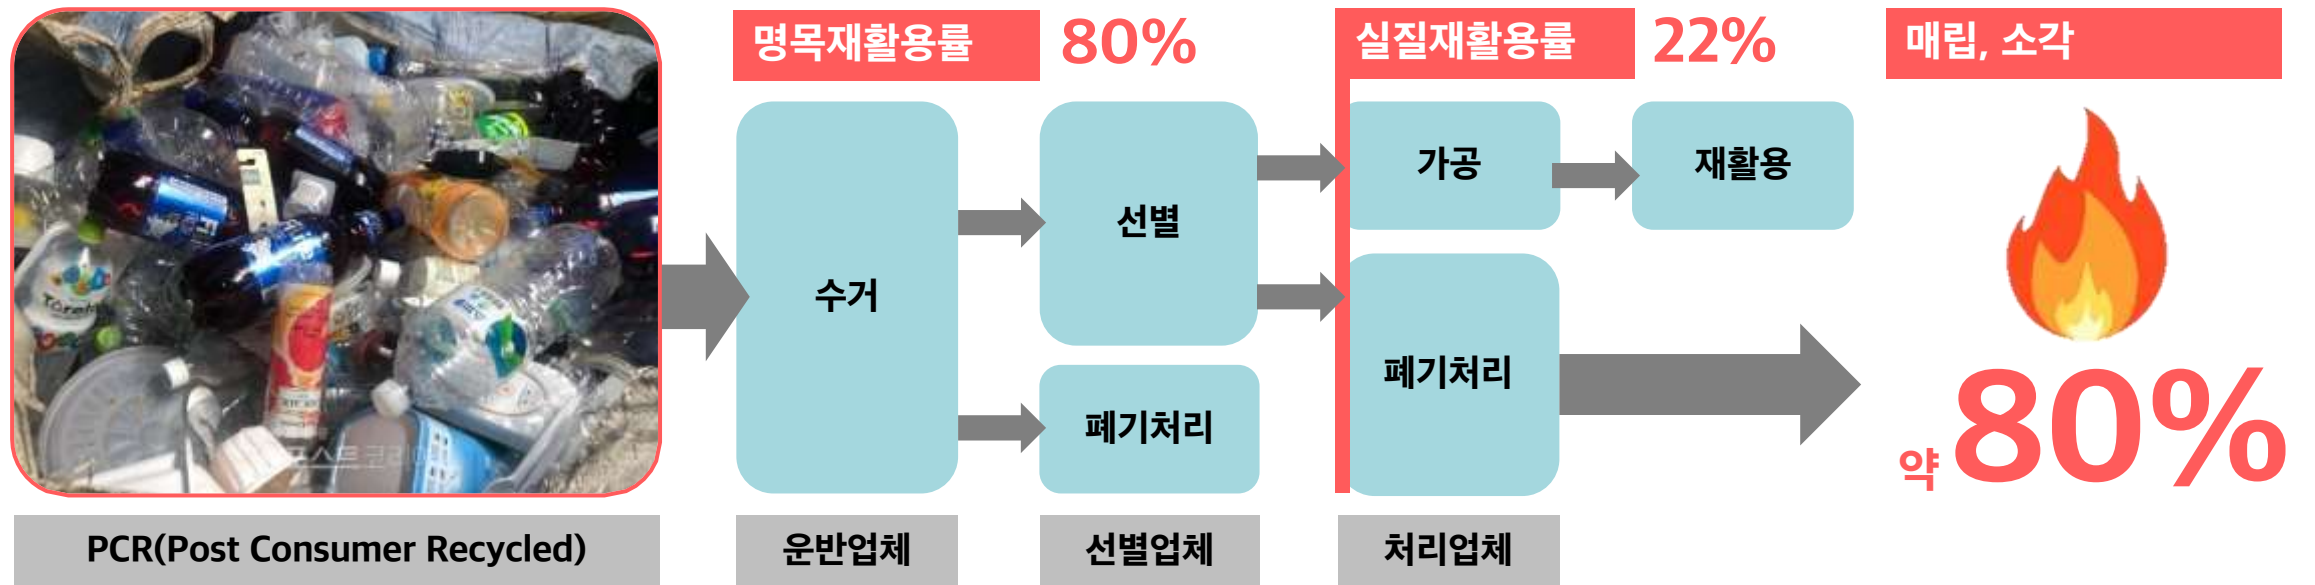 명목재활용률 80%
실질재활용률 22%
매립, 소각
수거
선별
폐기처리
가공
재활용
폐기처리
약 80%
PCR(Post Consumer Recycled)
운반업체
선별업체
처리업체